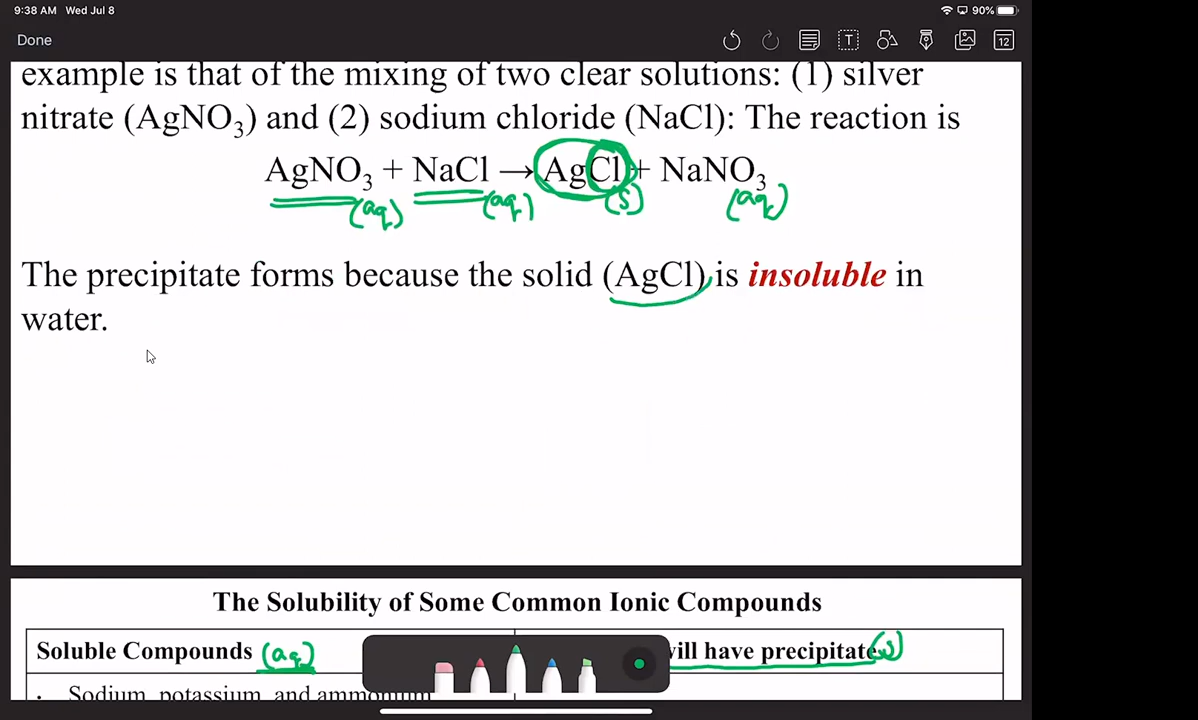 9:38 AM Wed Jul 8
90%
Done
T
12
example is that of the mixing of two clear solutions: (1) silver
nitrate (AgNO₃) and (2) sodium chloride (NaCl): The reaction is
AgNO₃ + NaCl → AgCl + NaNO₃
(aq) (aq) (s) (aq)
The precipitate forms because the solid (AgCl) is insoluble in
water.
The Solubility of Some Common Ionic Compounds
Soluble Compounds (aq)
will have precipitate (s)
• Sodium, potassium, and ammonium